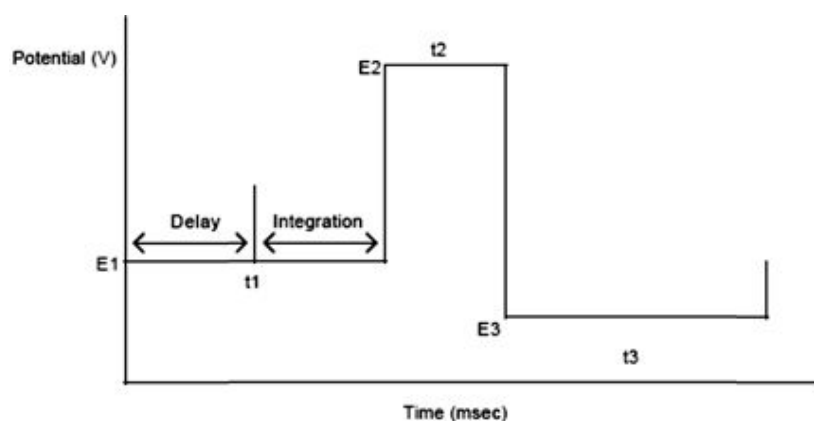 Potential (V)
E2
t2
Delay
Integration
E1
t1
E3
t3
Time (msec)